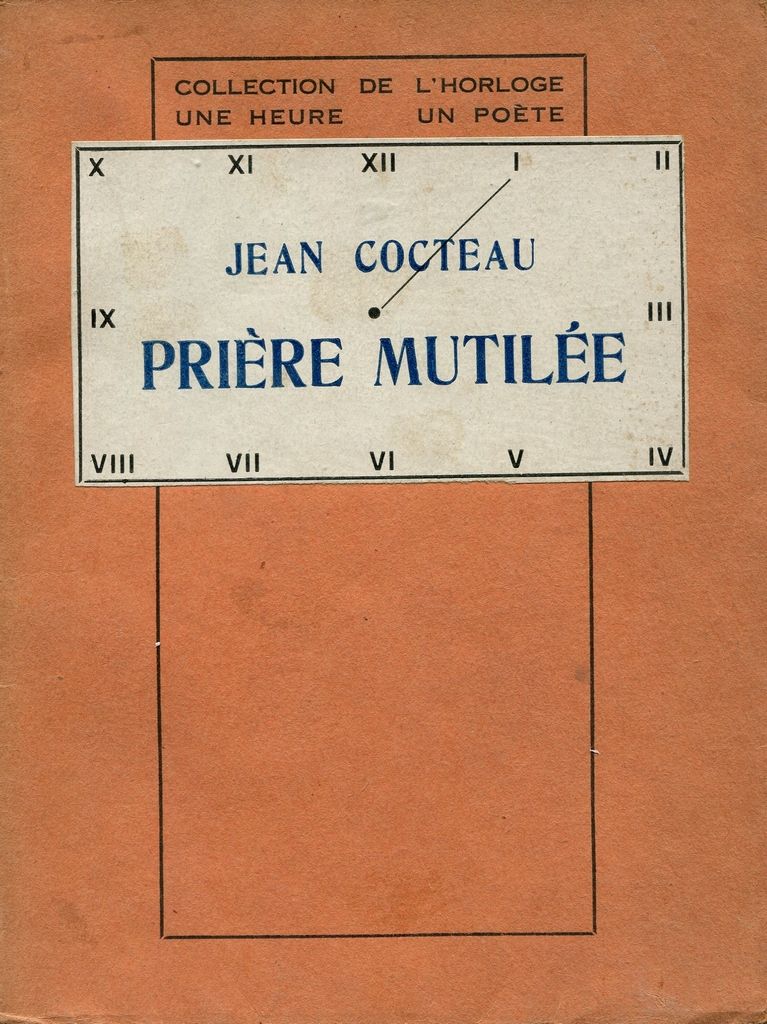 COLLECTION DE L'HORLOGE
UNE HEURE UN POÈTE
X XI XII I II
JEAN COCTEAU
IX III
PRIÈRE MUTILÉE
VIII VII VI V IV